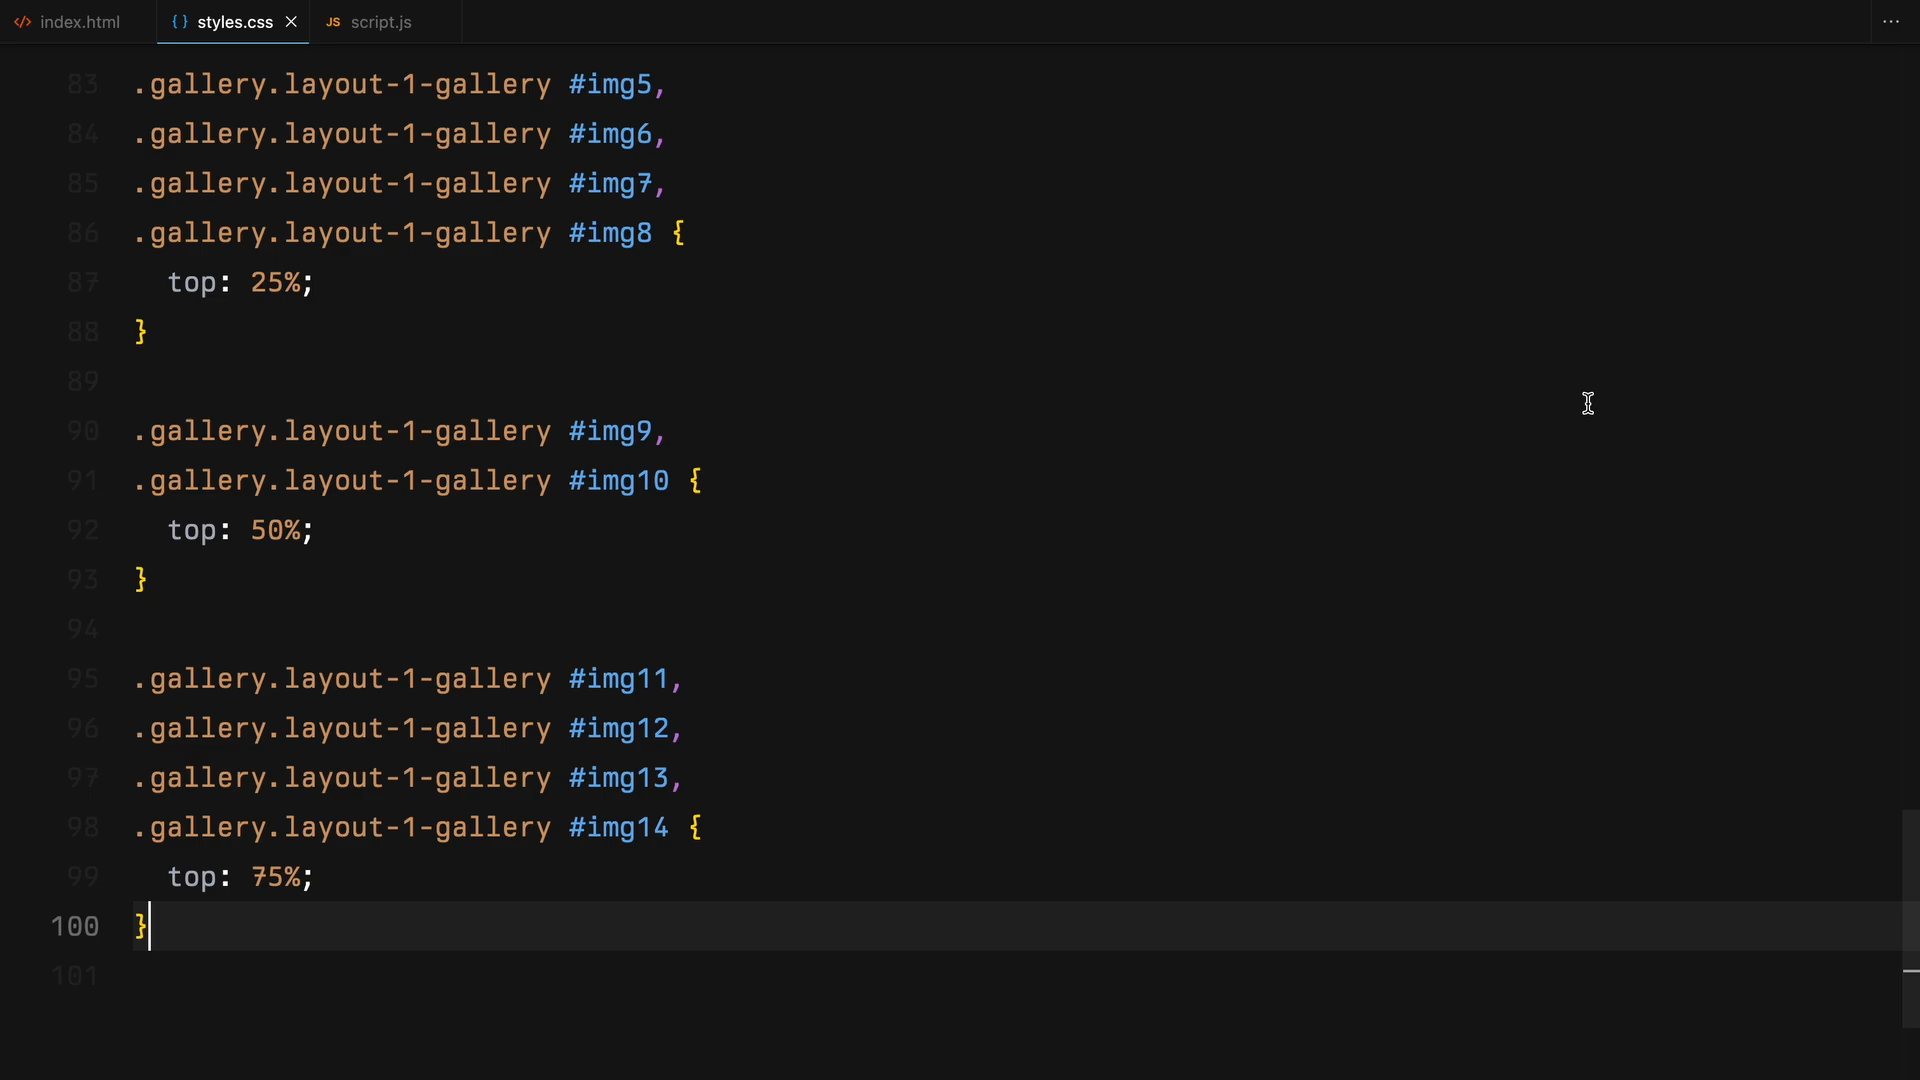 index.html styles.css JS script.js
83 .gallery.layout-1-gallery #img5,
84 .gallery.layout-1-gallery #img6,
85 .gallery.layout-1-gallery #img7,
86 .gallery.layout-1-gallery #img8 {
87 top: 25%;
88 }
89
90 .gallery.layout-1-gallery #img9,
91 .gallery.layout-1-gallery #img10 {
92 top: 50%;
93 }
94
95 .gallery.layout-1-gallery #img11,
96 .gallery.layout-1-gallery #img12,
97 .gallery.layout-1-gallery #img13,
98 .gallery.layout-1-gallery #img14 {
99 top: 75%;
100 }
101